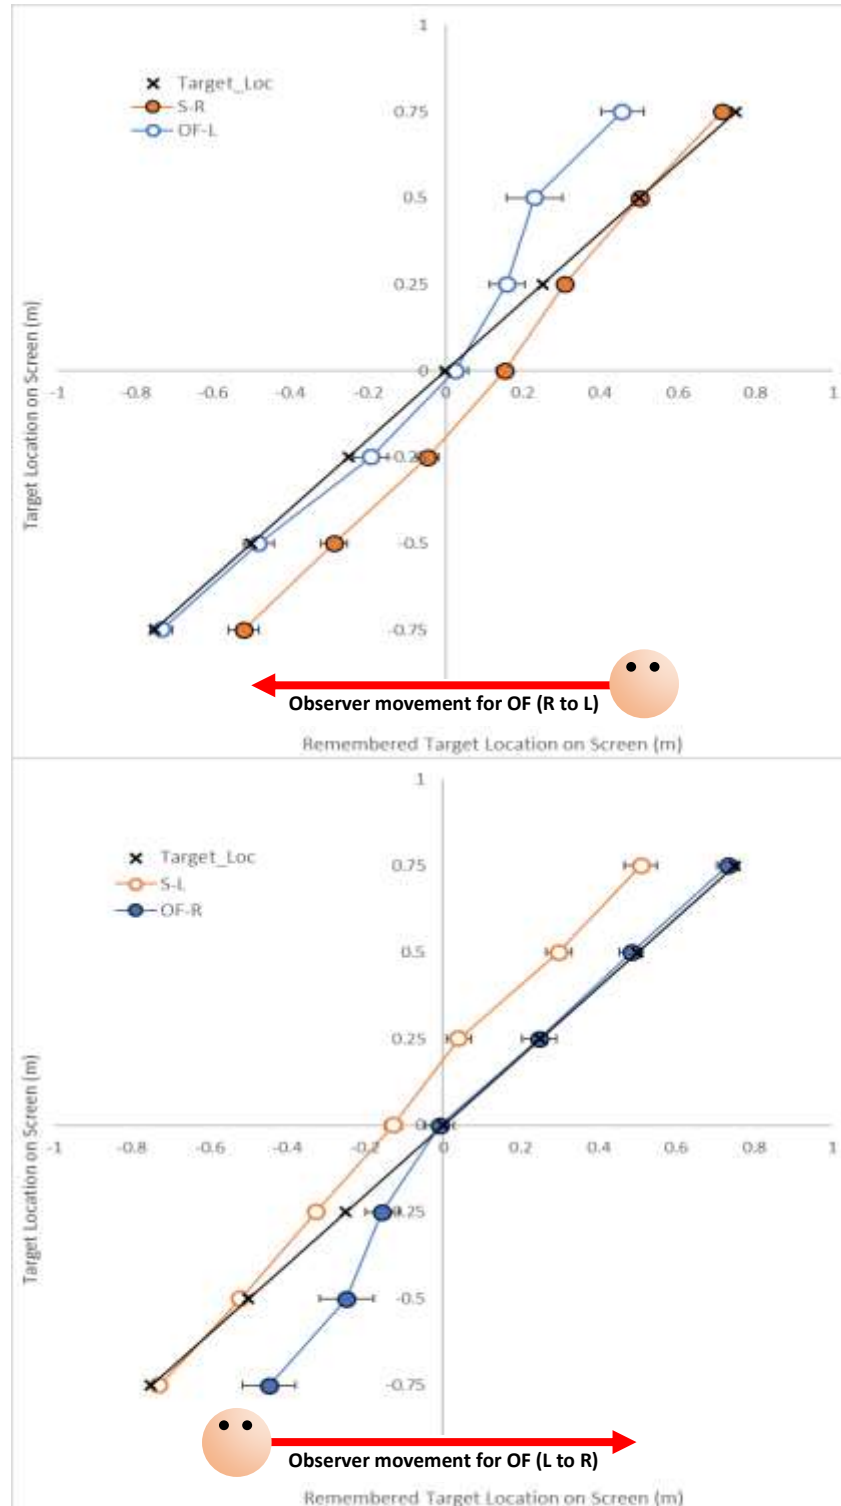 1
Target_Loc
S-R
OF-L
0.75
0.5
0.25
0
-1 -0.8 -0.6 -0.4 -0.2 0 0.2 0.4 0.6 0.8 1
-0.5
-0.75
Target Location on Screen (m)
Observer movement for OF (R to L)
Remembered Target Location on Screen (m)
1
Target_Loc
S-L
OF-R
0.75
0.5
0.25
0
-1 -0.8 -0.6 -0.4 -0.2 0 0.2 0.4 0.6 0.8 1
-0.5
-0.75
Target Location on Screen (m)
Observer movement for OF (L to R)
Remembered Target Location on Screen (m)